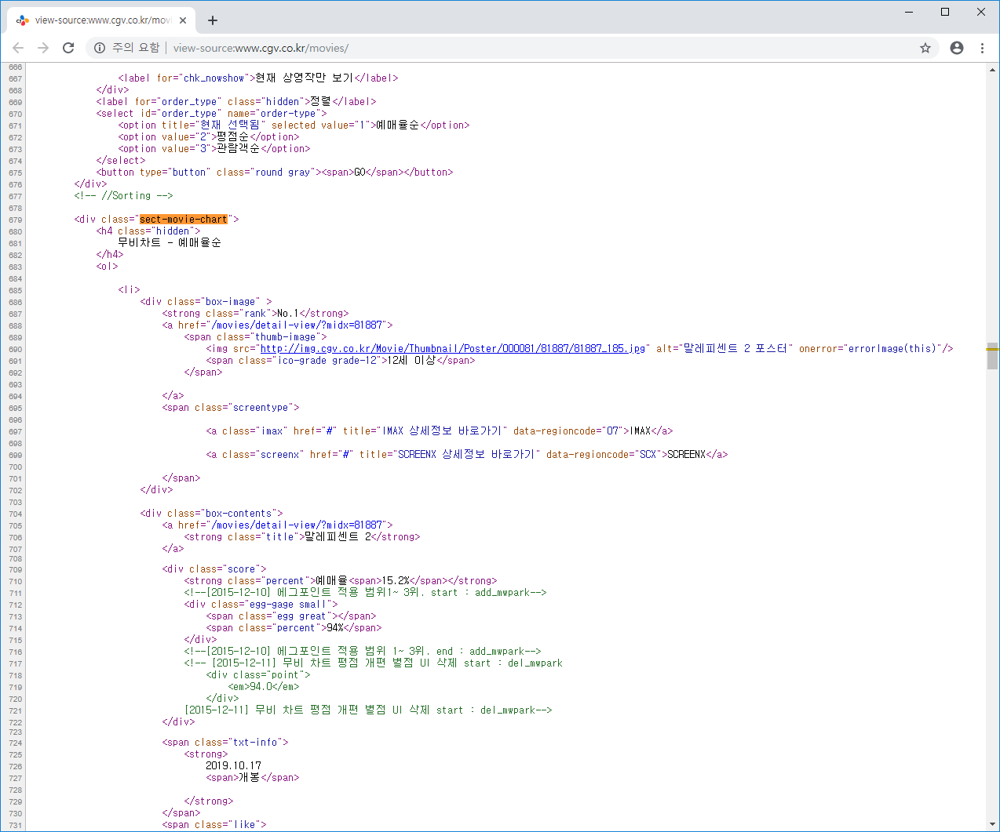 view-source:www.cgv.co.kr/movi
주의 요함 | view-source:www.cgv.co.kr/movies/
666
667 <label for="chk_nowshow">현재 상영작만 보기</label>
668 </div>
669 <label for="order_type" class="hidden">정렬</label>
670 <select id="order_type" name="order-type">
671 <option title="현재 선택됨" selected value="1">예매율순</option>
672 <option value="2">평점순</option>
673 <option value="3">관람객순</option>
674 </select>
675 <button type="button" class="round gray"><span>GO</span></button>
676 </div>
677 <!-- //Sorting -->
678
679 <div class="sect-movie-chart">
680 <h4 class="hidden">
681 무비차트 - 예매율순
682 </h4>
683 <ol>
684
685 <li>
686 <div class="box-image" >
687 <strong class="rank">No.1</strong>
688 <a href="/movies/detail-view/?midx=81887">
689 <span class="thumb-image">
690 <img src="http://img.cgv.co.kr/Movie/Thumbnail/Poster/000081/81887/81887_185.jpg" alt="말레피센트 2 포스터" onerror="errorImage(this)"/>
691 <span class="ico-grade grade-12">12세 이상</span>
692 </span>
693
694 </a>
695 <span class="screentype">
696
697 <a class="imax" href="#" title="IMAX 상세정보 바로가기" data-regioncode="07">IMAX</a>
698
699 <a class="screenx" href="#" title="SCREENX 상세정보 바로가기" data-regioncode="SCX">SCREENX</a>
700
701 </span>
702 </div>
703
704 <div class="box-contents">
705 <a href="/movies/detail-view/?midx=81887">
706 <strong class="title">말레피센트 2</strong>
707 </a>
708
709 <div class="score">
710 <strong class="percent">예매율<span>15.2%</span></strong>
711 <!--[2015-12-10] 에그포인트 적용 범위1~ 3위. start : add_mwpark-->
712 <div class="egg-gage small">
713 <span class="egg great"></span>
714 <span class="percent">94%</span>
715 </div>
716 <!--[2015-12-10] 에그포인트 적용 범위 1~ 3위. end : add_mwpark-->
717 <!-- [2015-12-11] 무비 차트 평점 개편 별점 UI 삭제 start : del_mwpark
718 <div class="point">
719 <em>94.0</em>
720 </div>
721 [2015-12-11] 무비 차트 평점 개편 별점 UI 삭제 start : del_mwpark-->
722 </div>
723
724 <span class="txt-info">
725 <strong>
726 2019.10.17
727 <span>개봉</span>
728
729 </strong>
730 </span>
731 <span class="like">